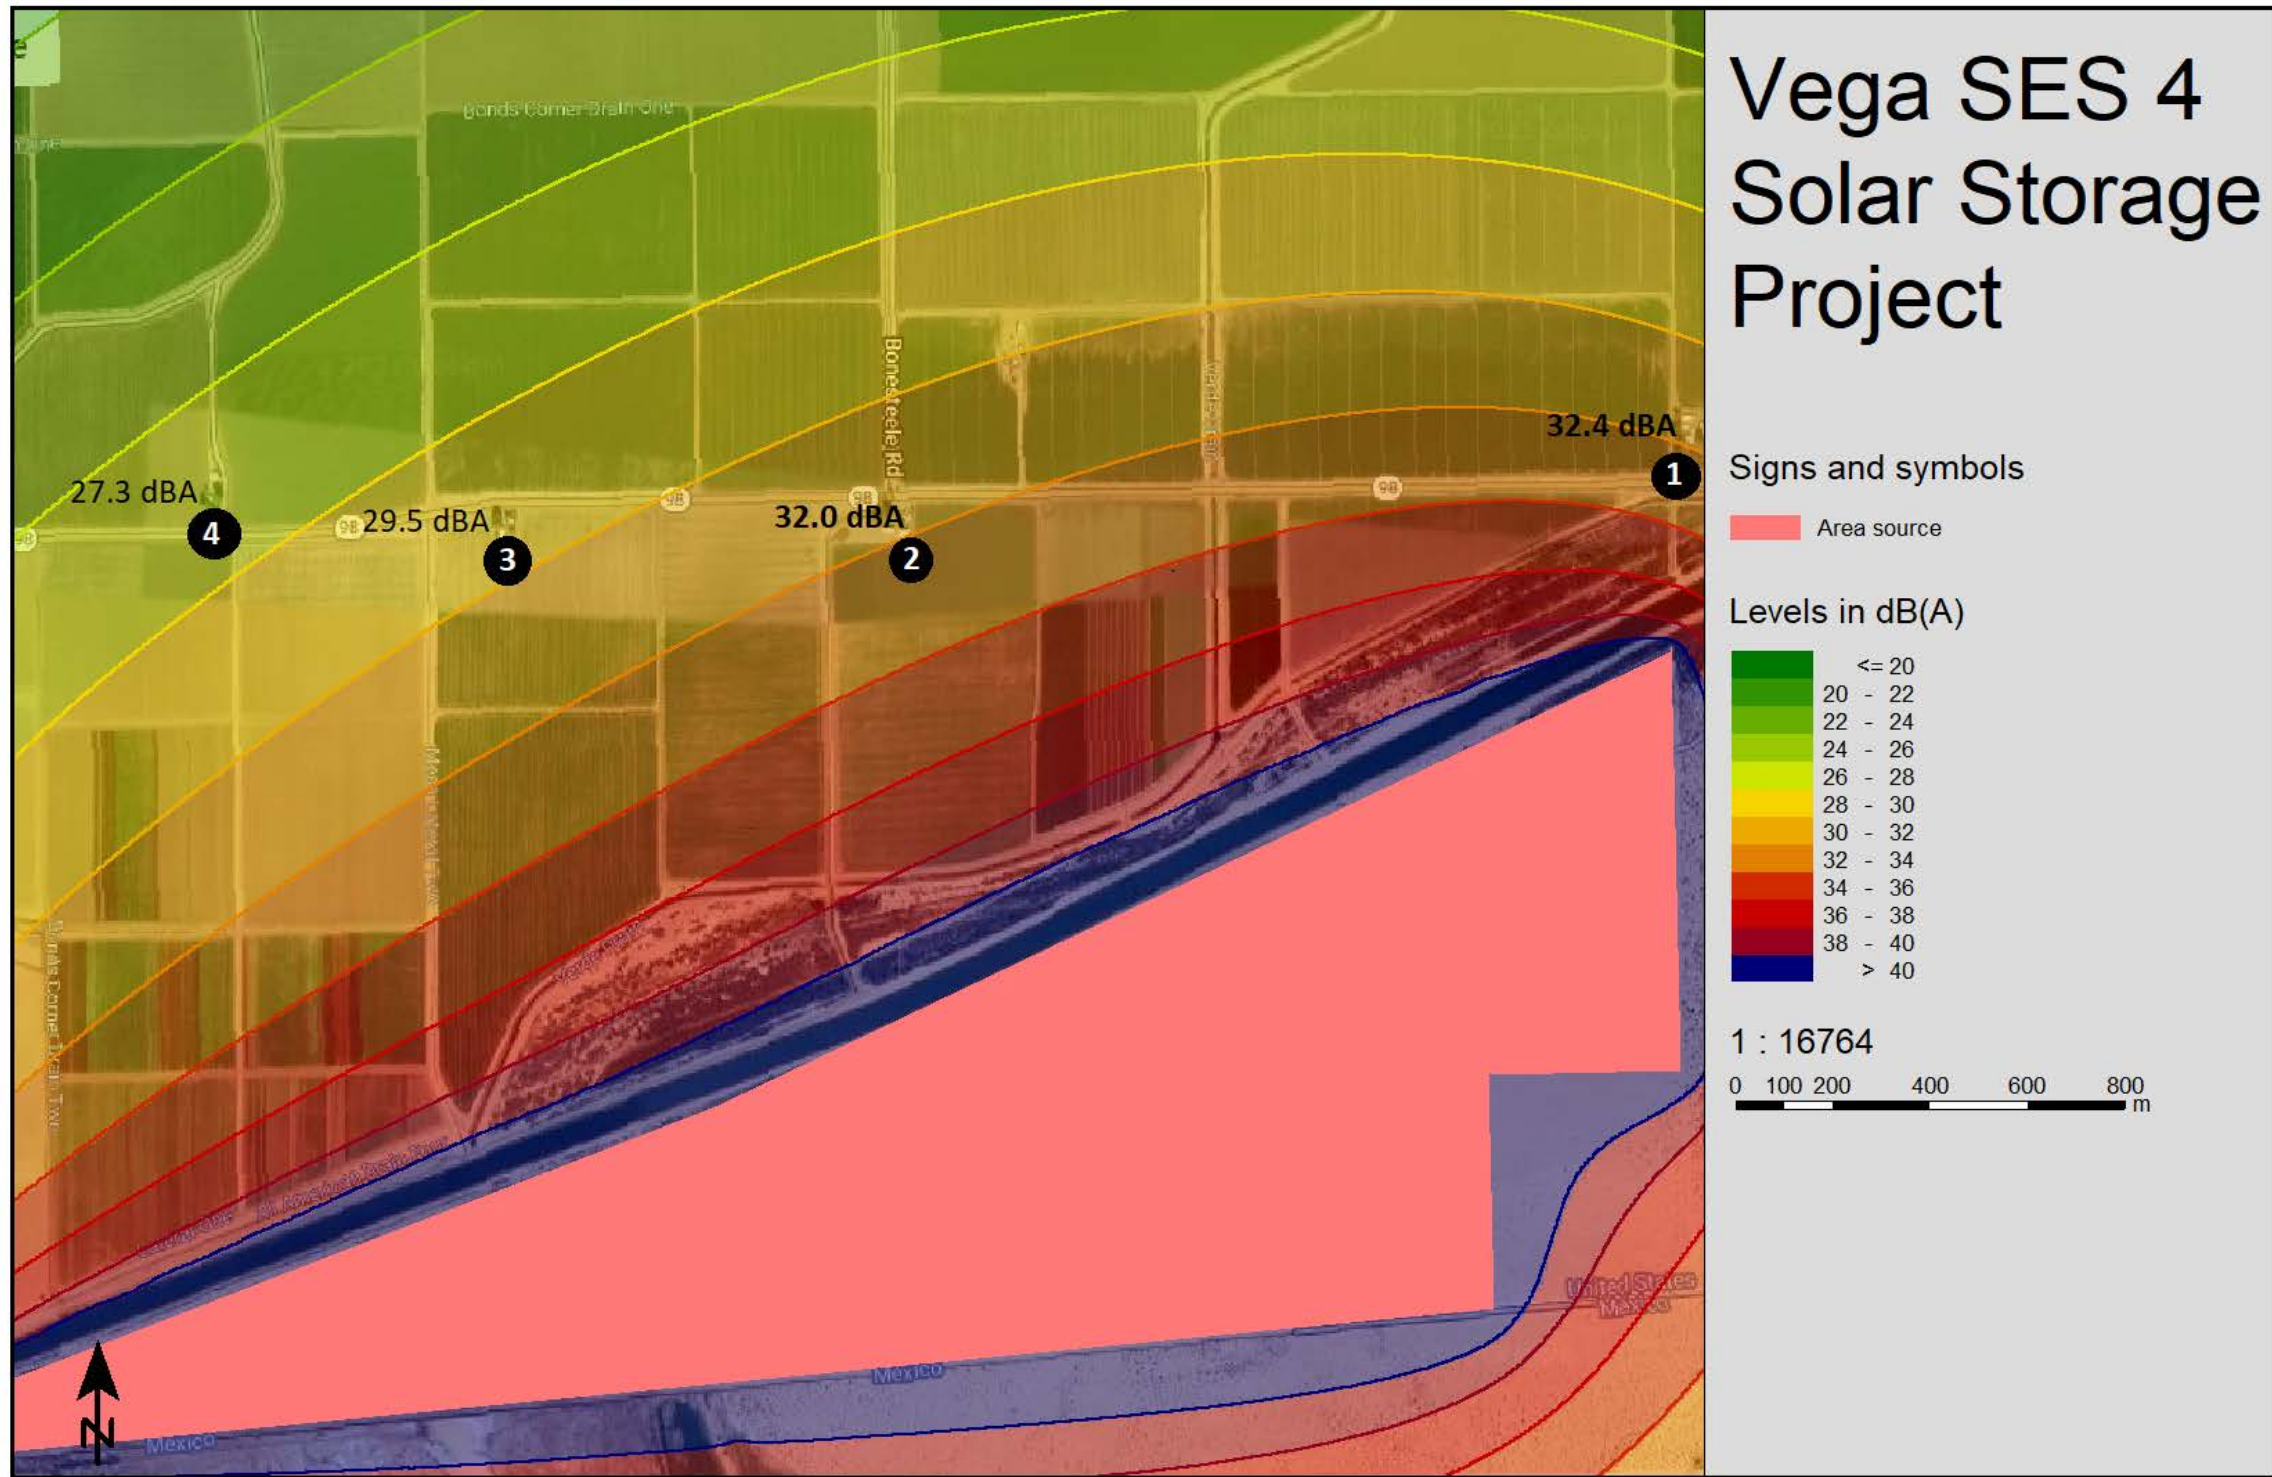 Vega SES 4
Solar Storage
Project
Signs and symbols
Area source
Levels in dB(A)
<= 20
20 - 22
22 - 24
24 - 26
26 - 28
28 - 30
30 - 32
32 - 34
34 - 36
36 - 38
38 - 40
> 40
1 : 16764
0 100 200 400 600 800
m
Bonds Corner Drain One
Bonesteele Rd
32.4 dBA
1
98
98
98
98
98
27.3 dBA
4
29.5 dBA
3
32.0 dBA
2
United States
Mexico
Mexico
Mexico
N